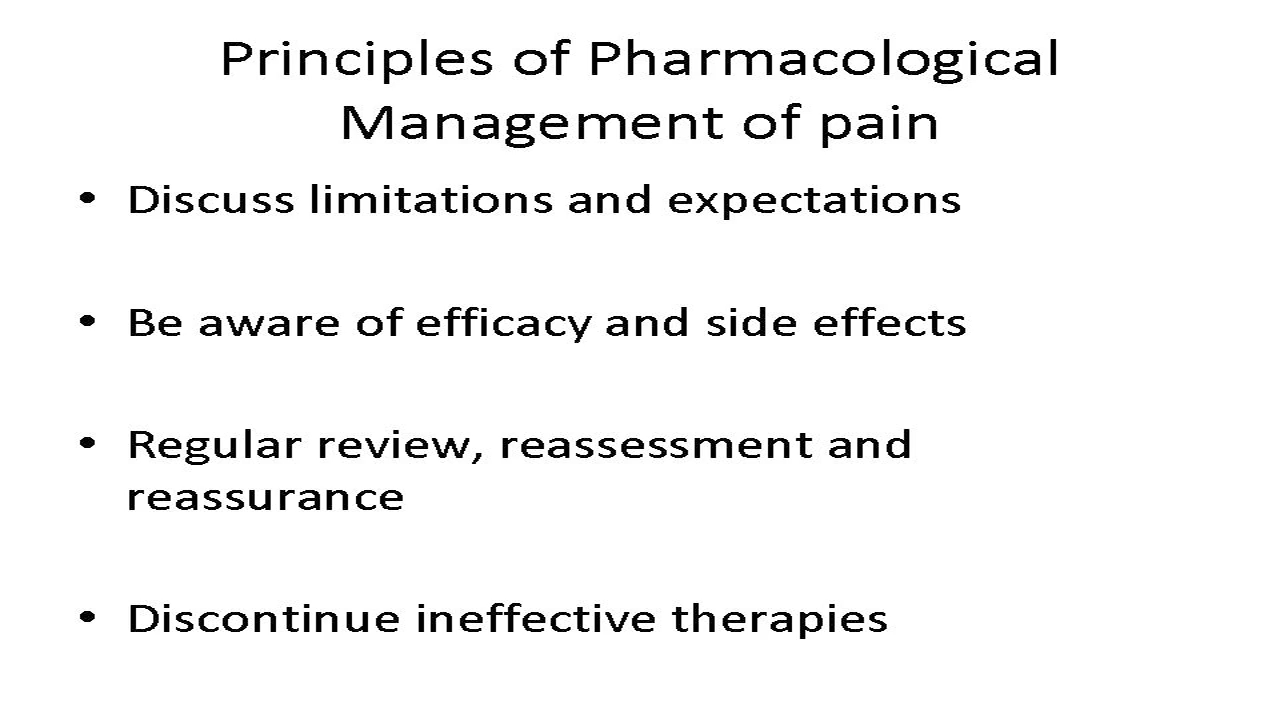 Principles of Pharmacological
Management of pain
• Discuss limitations and expectations
• Be aware of efficacy and side effects
• Regular review, reassessment and
reassurance
• Discontinue ineffective therapies